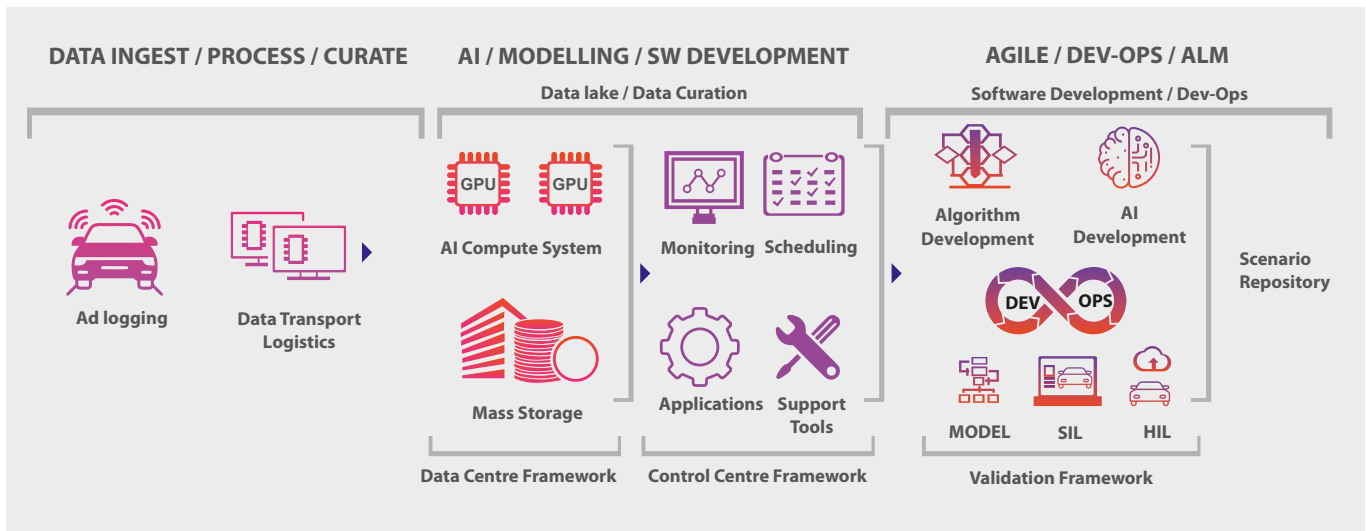 DATA INGEST / PROCESS / CURATE
AI / MODELLING / SW DEVELOPMENT
AGILE / DEV-OPS / ALM
Data lake / Data Curation
Software Development / Dev-Ops
Ad logging
Data Transport
Logistics
GPU
GPU
AI Compute System
Mass Storage
Data Centre Framework
Monitoring
Scheduling
Applications
Support
Tools
Control Centre Framework
Algorithm
Development
AI
Development
DEV
OPS
MODEL
SIL
HIL
Validation Framework
Scenario
Repository